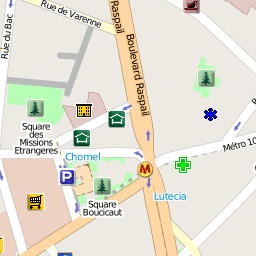 Rue de Varenne
Rue du Bac
Raspail
Boulevard Raspail
Square
des
Missions
Etrangeres
Chomel
Métro 10
M
P
Square
Boucicaut
Lutecia